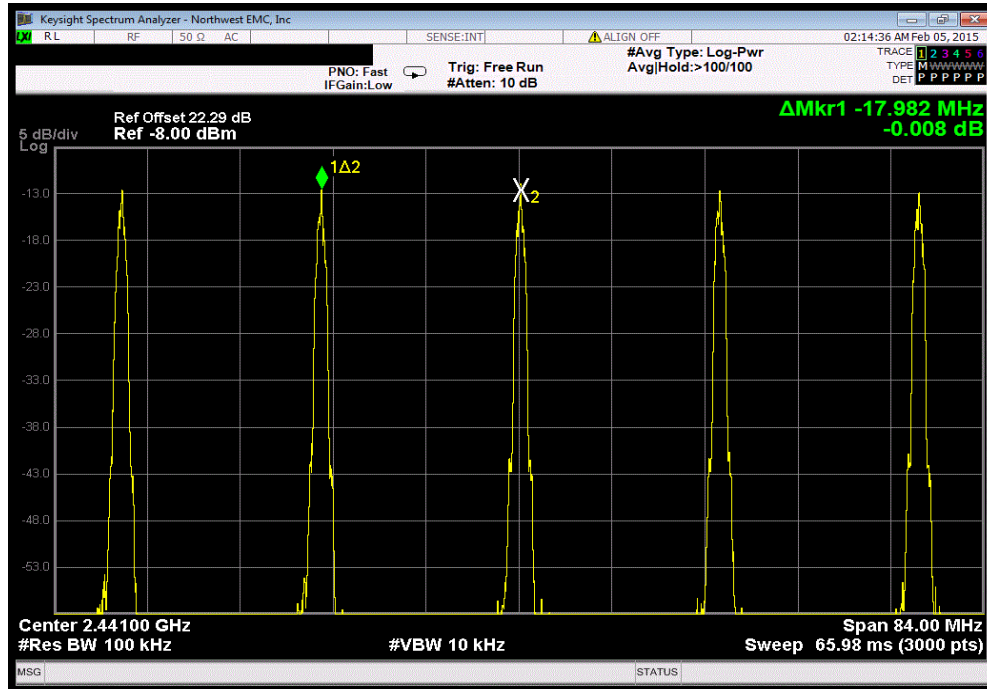 Keysight Spectrum Analyzer - Northwest EMC, Inc
LXI RL RF 50 Ω AC SENSE:INT ALIGN OFF 02:14:36 AM Feb 05, 2015
PNO: Fast
IFGain:Low
Trig: Free Run
#Atten: 10 dB
#Avg Type: Log-Pwr
Avg|Hold:>100/100
TRACE 1 2 3 4 5 6
TYPE M W W W W W
DET P P P P P P
ΔMkr1 -17.982 MHz
-0.008 dB
Ref Offset 22.29 dB
5 dB/div Ref -8.00 dBm
Log
1Δ2
X2
-13.0
-18.0
-23.0
-28.0
-33.0
-38.0
-43.0
-48.0
-53.0
Center 2.44100 GHz Span 84.00 MHz
#Res BW 100 kHz #VBW 10 kHz Sweep 65.98 ms (3000 pts)
MSG STATUS